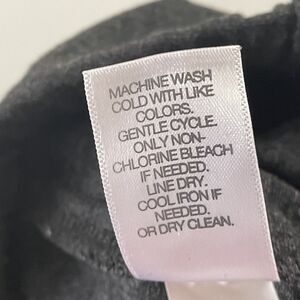 MACHINE WASH
COLD WITH LIKE
COLORS.
GENTLE CYCLE.
ONLY NON-
CHLORINE BLEACH
IF NEEDED.
LINE DRY.
COOL IRON IF
NEEDED.
OR DRY CLEAN.